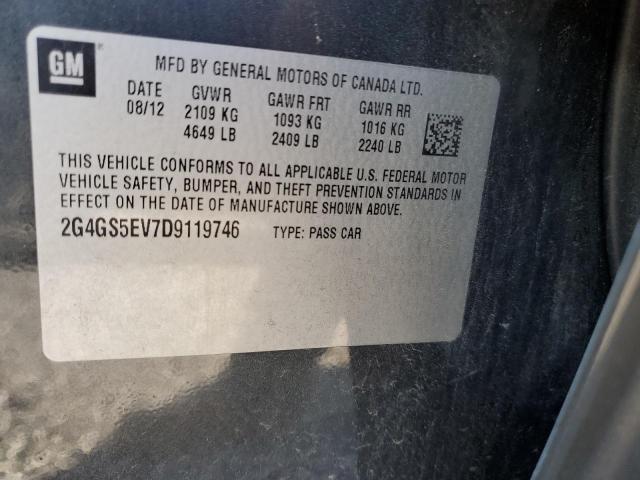 GM
MFD BY GENERAL MOTORS OF CANADA LTD.
DATE GVWR GAWR FRT GAWR RR
08/12 2109 KG 1093 KG 1016 KG
4649 LB 2409 LB 2240 LB
THIS VEHICLE CONFORMS TO ALL APPLICABLE U.S. FEDERAL MOTOR
VEHICLE SAFETY, BUMPER, AND THEFT PREVENTION STANDARDS IN
EFFECT ON THE DATE OF MANUFACTURE SHOWN ABOVE.
2G4GS5EV7D9119746 TYPE: PASS CAR